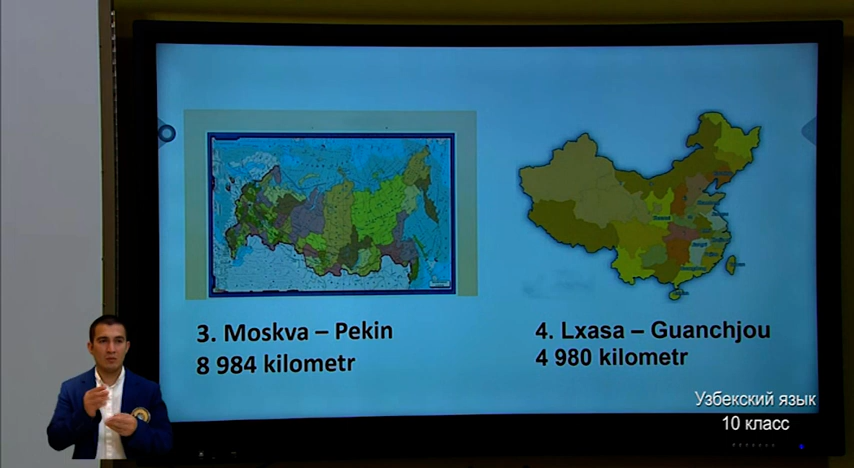 3. Moskva – Pekin
8 984 kilometr
4. Lxasa – Guanchjou
4 980 kilometr
Узбекский язык
10 класс